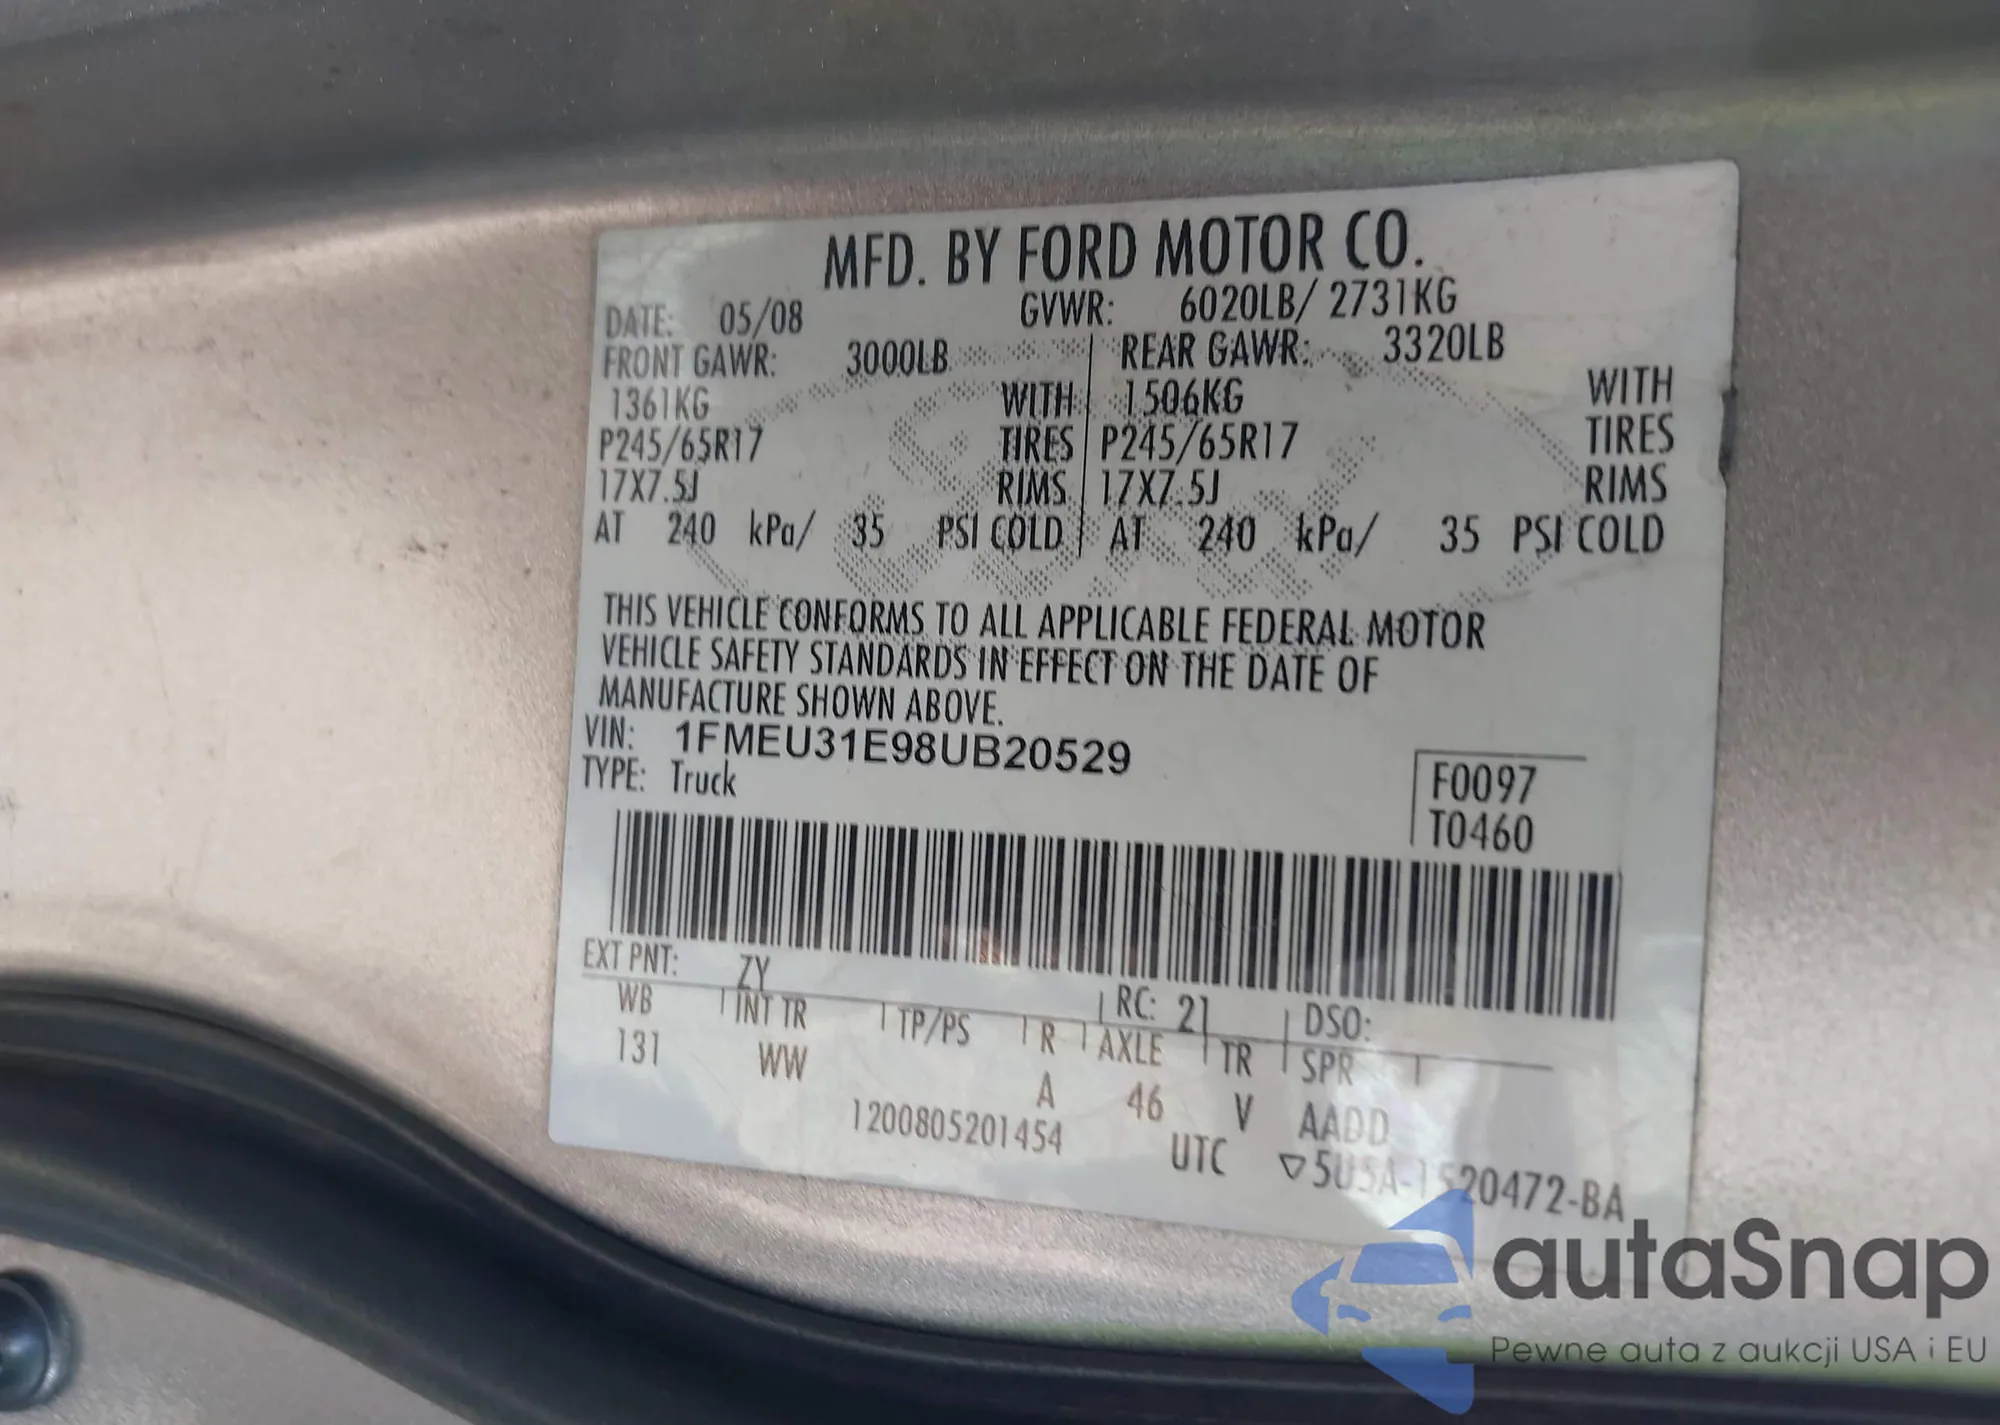 MFD. BY FORD MOTOR CO.
DATE: 05/08 GVWR: 6020LB/ 2731KG
FRONT GAWR: 3000LB REAR GAWR: 3320LB
1361KG WITH 1506KG WITH
P245/65R17 TIRES P245/65R17 TIRES
17X7.5J RIMS 17X7.5J RIMS
AT 240 kPa/ 35 PSI COLD AT 240 kPa/ 35 PSI COLD
THIS VEHICLE CONFORMS TO ALL APPLICABLE FEDERAL MOTOR
VEHICLE SAFETY STANDARDS IN EFFECT ON THE DATE OF
MANUFACTURE SHOWN ABOVE.
VIN: 1FMEU31E98UB20529
TYPE: Truck
F0097
T0460
EXT PNT: ZY RC: 21 DSO:
WB INT TR TP/PS R AXLE TR SPR
131 WW A 46 V AADD
1200805201454 UTC ▽5U5A-1520472-BA
autaSnap
Pewne auta z aukcji USA i EU